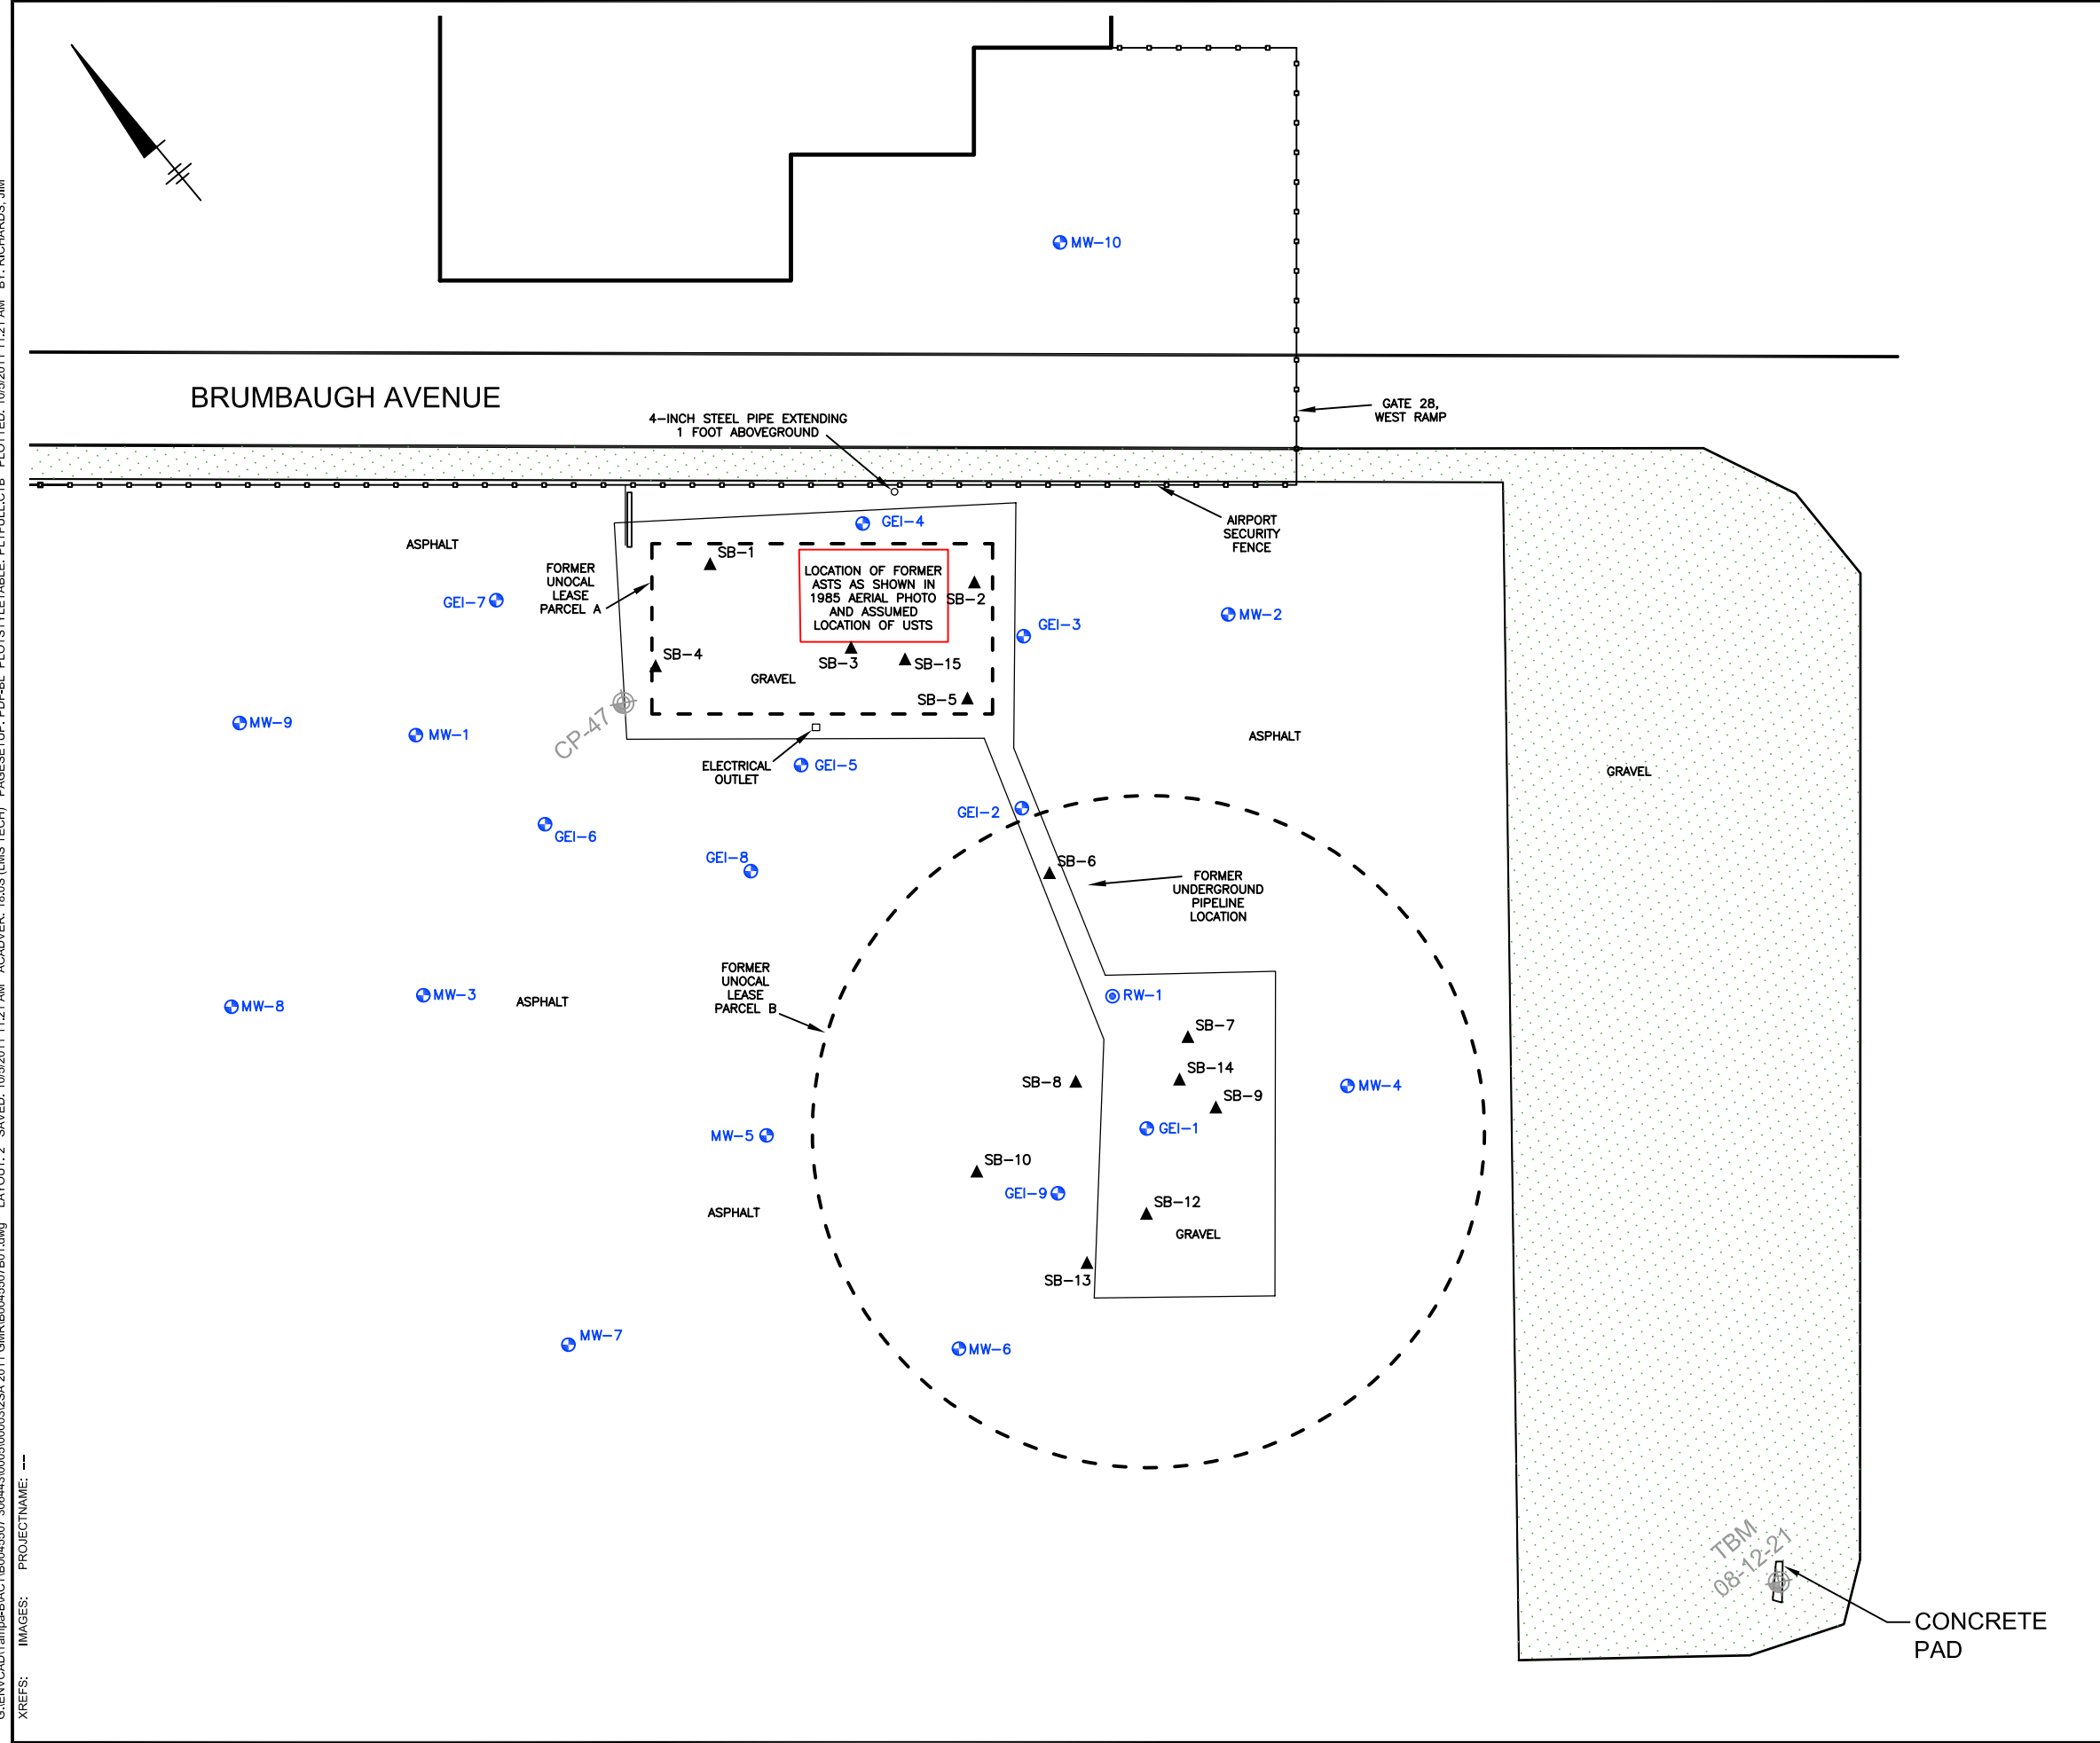 MW-10
BRUMBAUGH AVENUE
4-INCH STEEL PIPE EXTENDING
1 FOOT ABOVEGROUND
GATE 28,
WEST RAMP
AIRPORT
SECURITY
FENCE
ASPHALT
GEI-4
SB-1
FORMER
UNOCAL
LEASE
PARCEL A
LOCATION OF FORMER
ASTS AS SHOWN IN
1985 AERIAL PHOTO
AND ASSUMED
LOCATION OF USTS
SB-2
GEI-7
GEI-3
MW-2
SB-4
SB-3
SB-15
GRAVEL
SB-5
CP-47
MW-9
MW-1
ELECTRICAL
OUTLET
GEI-5
ASPHALT
GRAVEL
GEI-2
GEI-6
GEI-8
SB-6
FORMER
UNDERGROUND
PIPELINE
LOCATION
FORMER
UNOCAL
LEASE
PARCEL B
MW-8
MW-3
ASPHALT
RW-1
SB-7
SB-14
SB-8
SB-9
MW-4
MW-5
GEI-1
SB-10
GEI-9
SB-12
ASPHALT
GRAVEL
SB-13
MW-7
MW-6
TBM
08-12-21
CONCRETE
PAD
XREFS: IMAGES: PROJECTNAME: --